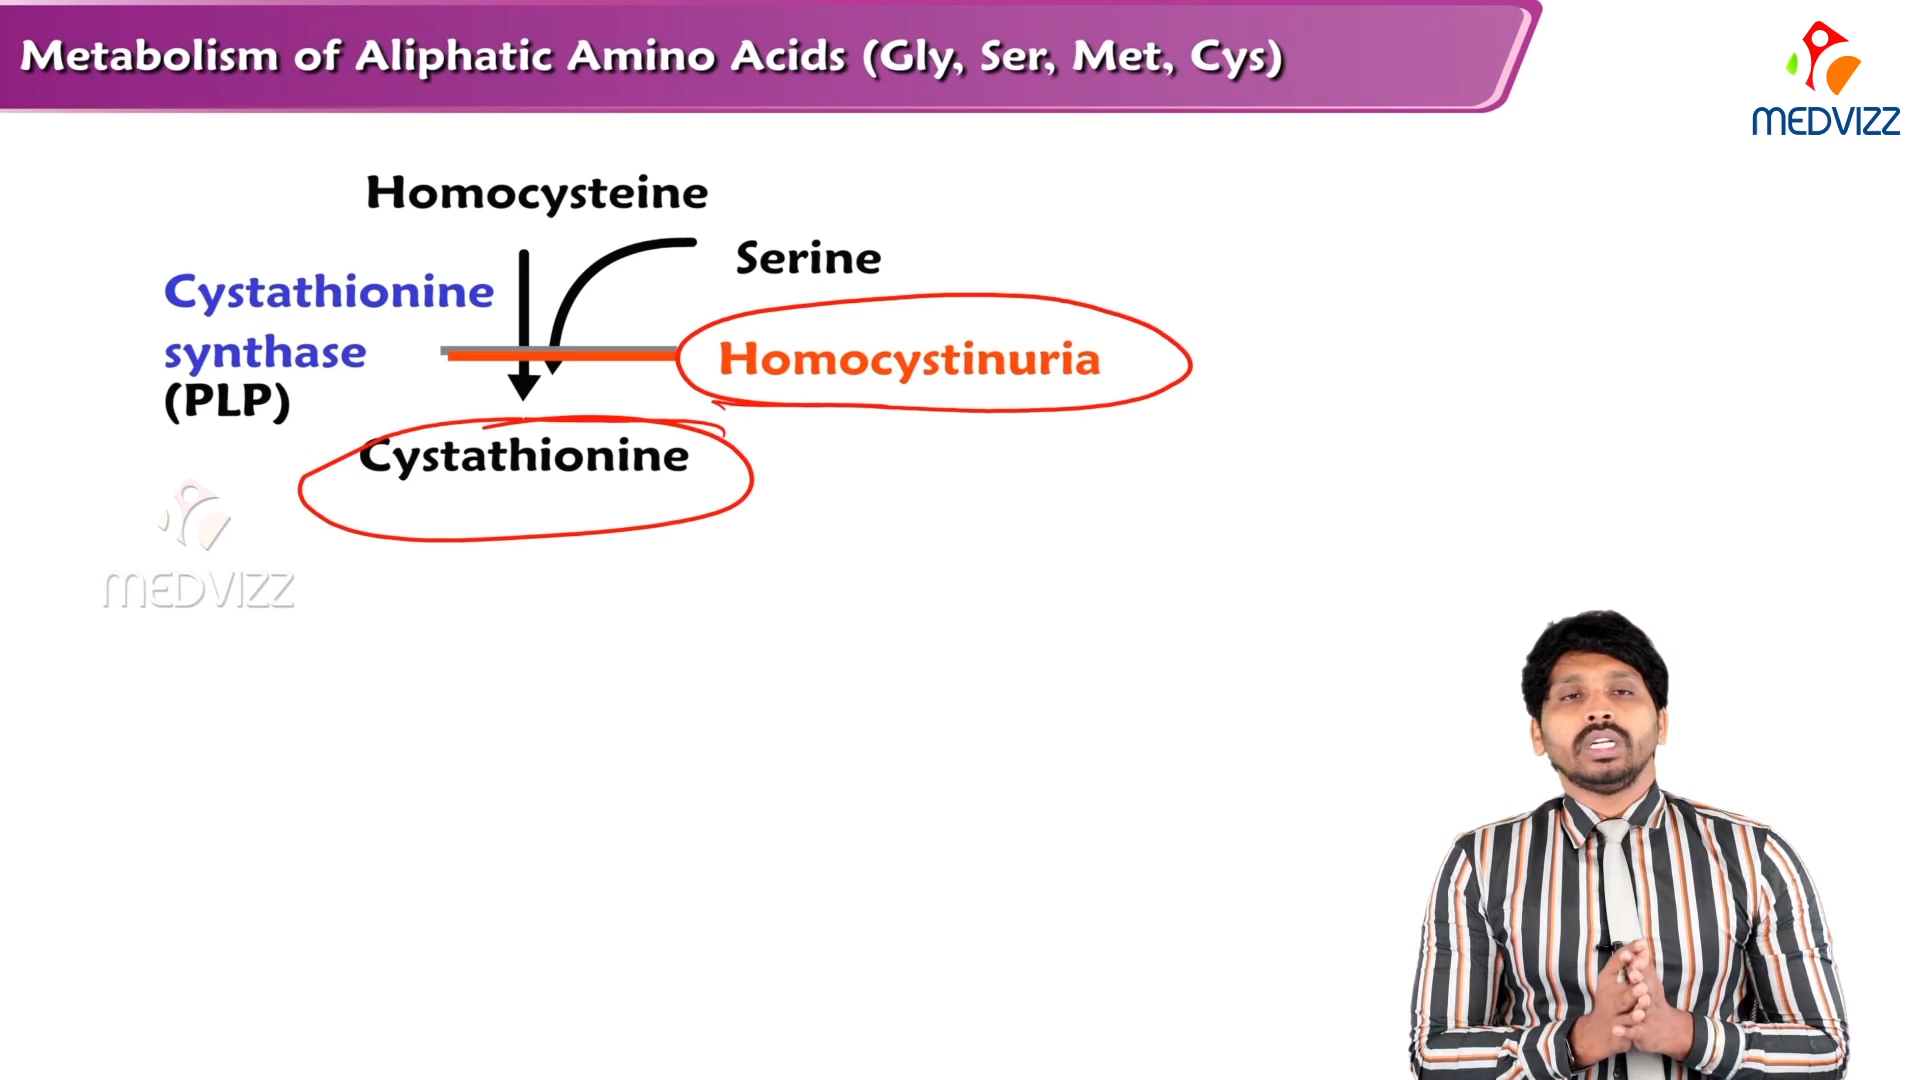 Metabolism of Aliphatic Amino Acids (Gly, Ser, Met, Cys)
MEDVIZZ
Homocysteine
Serine
Cystathionine
synthase
(PLP)
Homocystinuria
Cystathionine
MEDVIZZ